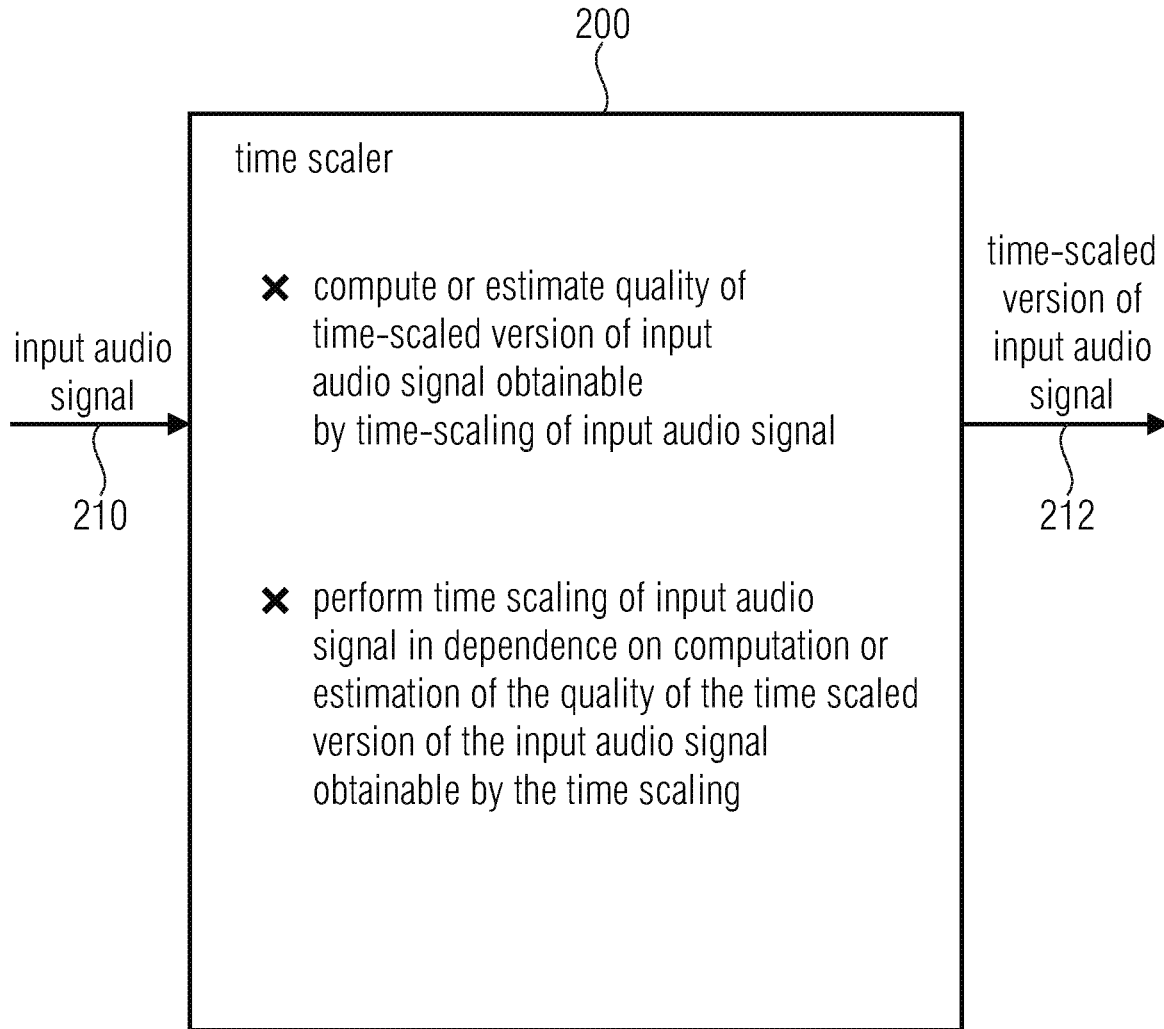 200
time scaler
✖ compute or estimate quality of
time-scaled version of input
audio signal obtainable
by time-scaling of input audio signal
input audio
signal
210
time-scaled
version of
input audio
signal
212
✖ perform time scaling of input audio
signal in dependence on computation or
estimation of the quality of the time scaled
version of the input audio signal
obtainable by the time scaling